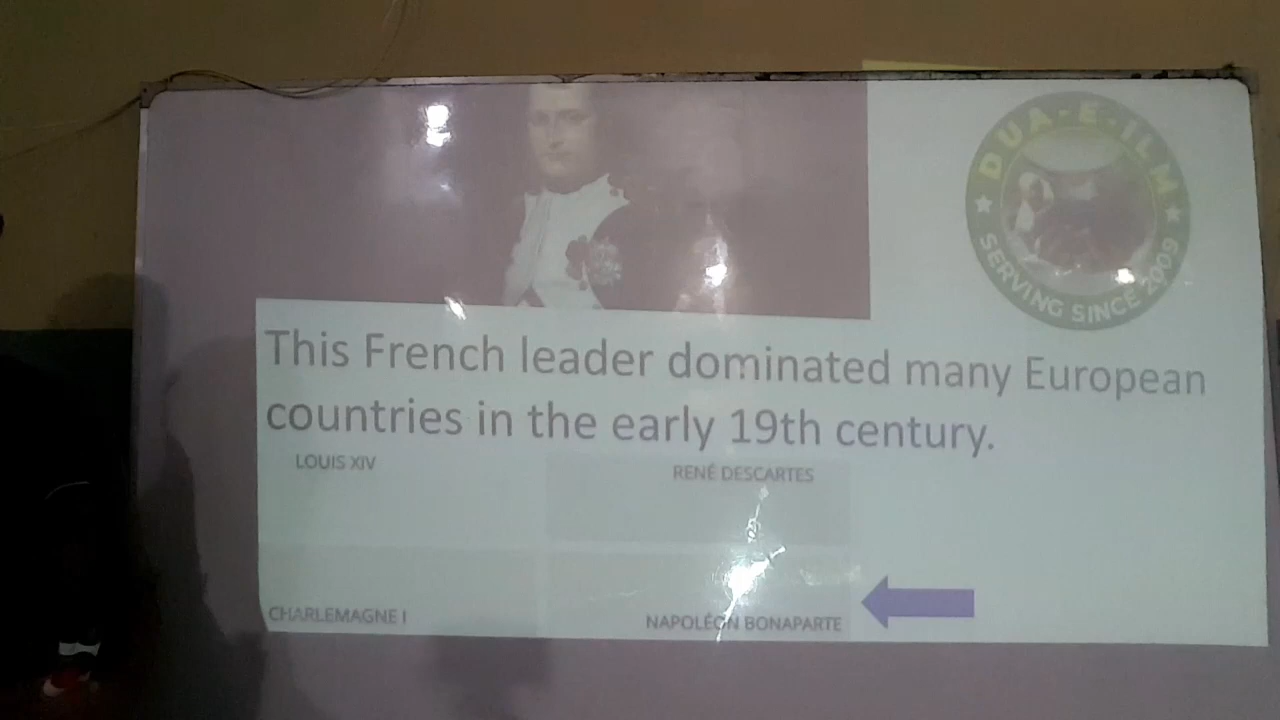 DUA-E-ILM
SERVING SINCE 2009
This French leader dominated many European
countries in the early 19th century.
LOUIS XIV
RENÉ DESCARTES
CHARLEMAGNE I
NAPOLÉON BONAPARTE